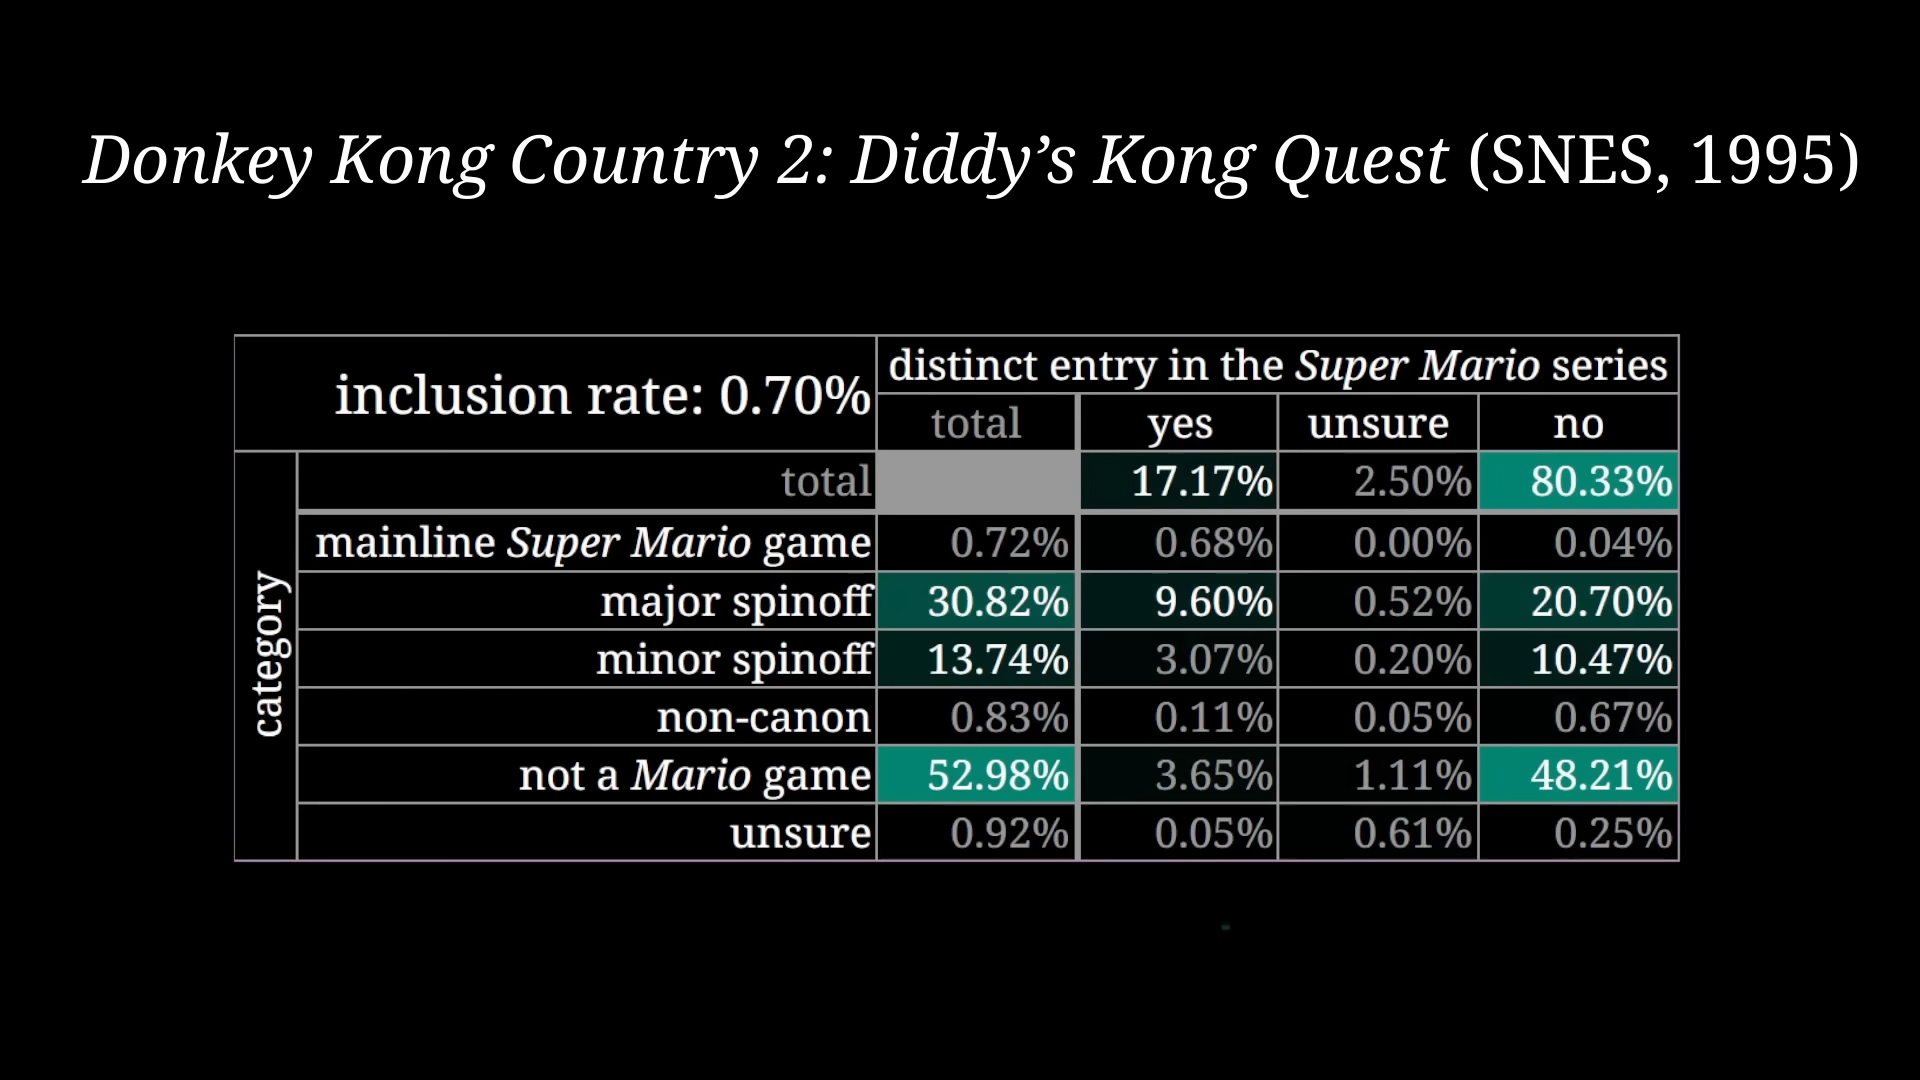 Donkey Kong Country 2: Diddy’s Kong Quest (SNES, 1995)
inclusion rate: 0.70%
distinct entry in the Super Mario series
total yes unsure no
category
total 17.17% 2.50% 80.33%
mainline Super Mario game 0.72% 0.68% 0.00% 0.04%
major spinoff 30.82% 9.60% 0.52% 20.70%
minor spinoff 13.74% 3.07% 0.20% 10.47%
non-canon 0.83% 0.11% 0.05% 0.67%
not a Mario game 52.98% 3.65% 1.11% 48.21%
unsure 0.92% 0.05% 0.61% 0.25%